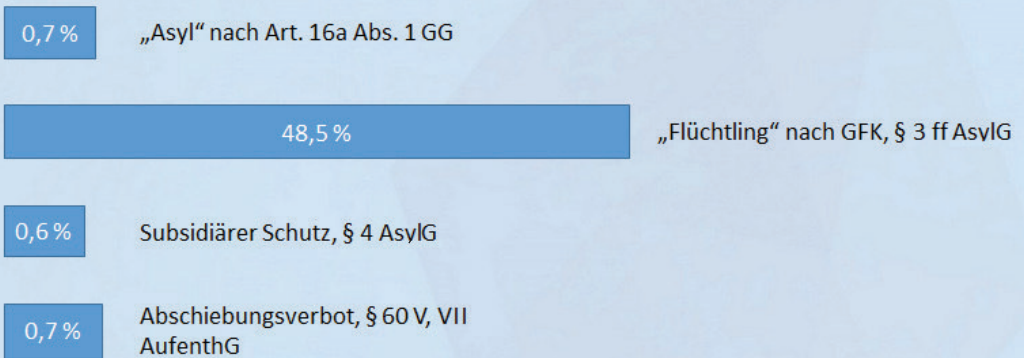 0,7 %
„Asyl“ nach Art. 16a Abs. 1 GG
48,5 %
„Flüchtling“ nach GFK, § 3 ff AsylG
0,6 %
Subsidiärer Schutz, § 4 AsylG
0,7 %
Abschiebungsverbot, § 60 V, VII
AufenthG